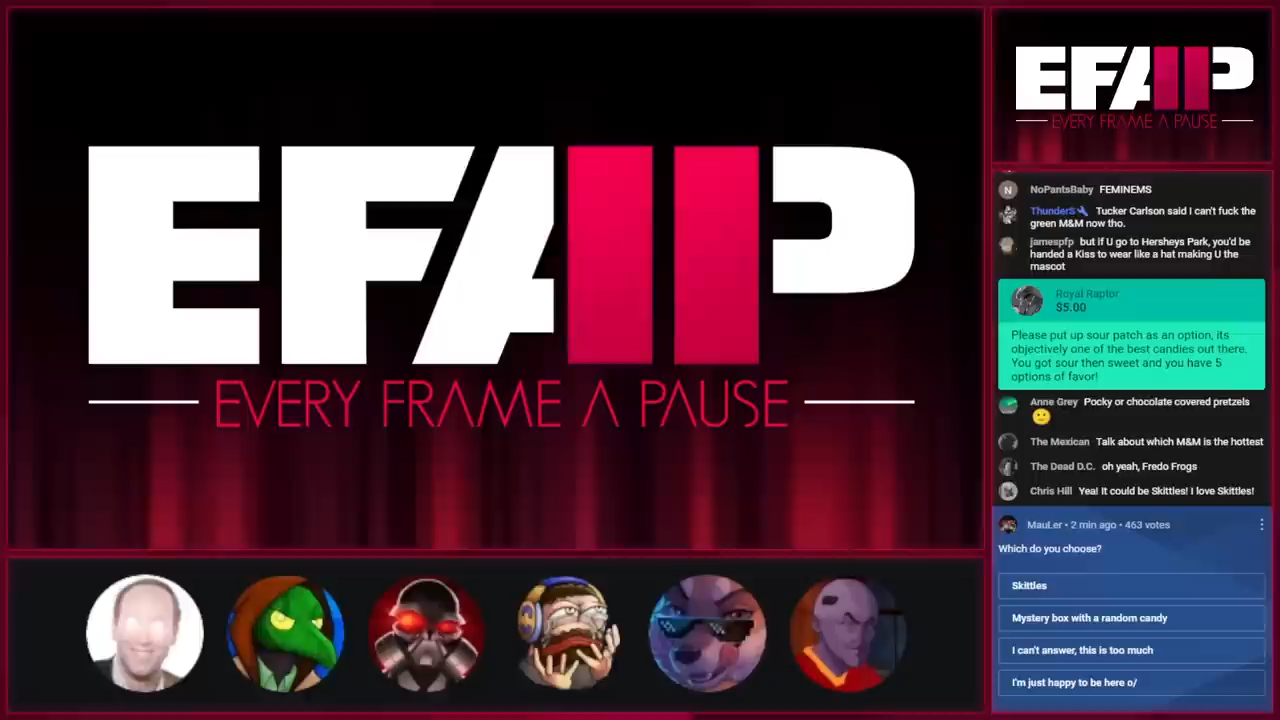 EFAP
EVERY FRAME A PAUSE
EFAP
EVERY FRAME A PAUSE
N NoPantsBaby FEMINEMS
ThunderS Tucker Carlson said I can't fuck the
green M&M now tho.
jamespfp but if U go to Hersheys Park, you'd be
handed a Kiss to wear like a hat making U the
mascot
Royal Raptor
$5.00
Please put up sour patch as an option, its
objectively one of the best candies out there.
You got sour then sweet and you have 5
options of favor!
Anne Grey Pocky or chocolate covered pretzels
The Mexican Talk about which M&M is the hottest
The Dead D.C. oh yeah, Fredo Frogs
Chris Hill Yea! It could be Skittles! I love Skittles!
MauLer • 2 min ago • 463 votes
Which do you choose?
Skittles
Mystery box with a random candy
I can't answer, this is too much
I'm just happy to be here o/